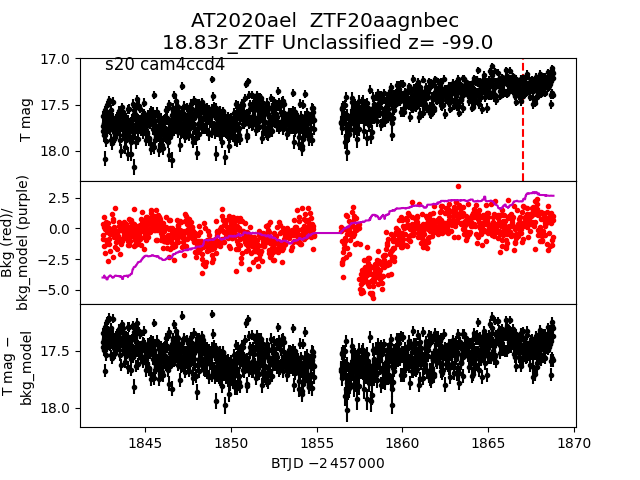 AT2020ael  ZTF20aagnbec
18.83r_ZTF Unclassified z= -99.0
s20 cam4ccd4
17.0
17.5
18.0
T mag
2.5
0.0
−2.5
−5.0
Bkg (red)/
bkg_model (purple)
17.5
18.0
T mag −
bkg_model
1845
1850
1855
1860
1865
1870
BTJD −2 457 000